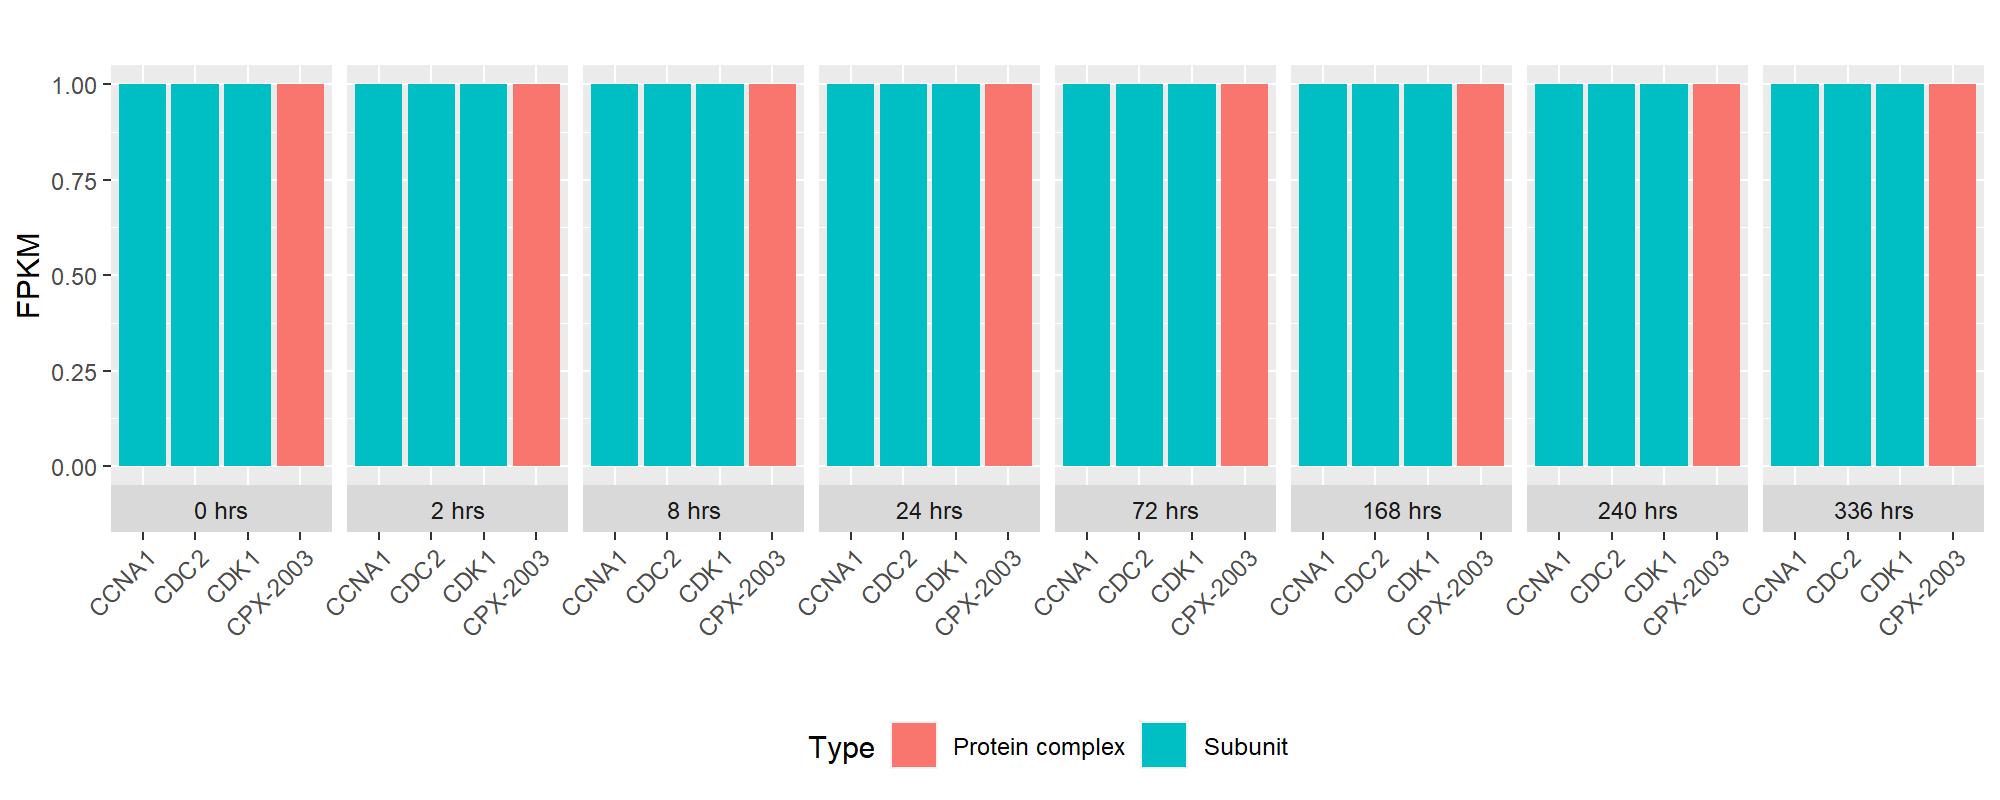 FPKM
1.00
0.75
0.50
0.25
0.00
0 hrs 2 hrs 8 hrs 24 hrs 72 hrs 168 hrs 240 hrs 336 hrs
CCNA1 CDC2 CDK1 CPX-2003 CCNA1 CDC2 CDK1 CPX-2003 CCNA1 CDC2 CDK1 CPX-2003 CCNA1 CDC2 CDK1 CPX-2003 CCNA1 CDC2 CDK1 CPX-2003 CCNA1 CDC2 CDK1 CPX-2003 CCNA1 CDC2 CDK1 CPX-2003 CCNA1 CDC2 CDK1 CPX-2003
Type Protein complex Subunit